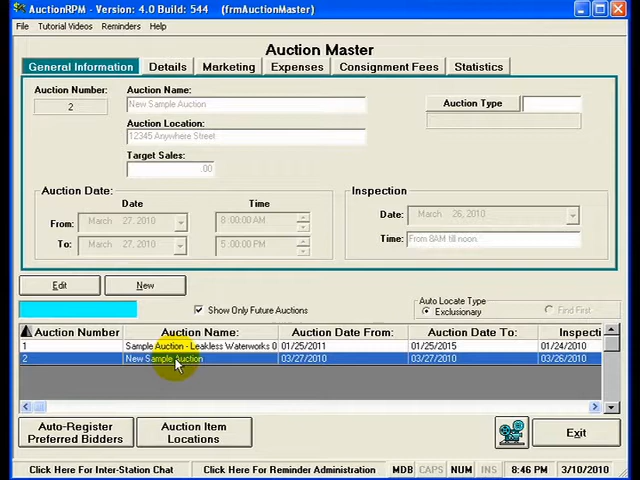 AuctionRPM - Version: 4.0 Build: 544 (frmAuctionMaster)
File Tutorial Videos Reminders Help
Auction Master
General Information Details Marketing Expenses Consignment Fees Statistics
Auction Number:
2
Auction Name:
New Sample Auction
Auction Location:
12345 Anywhere Street
Target Sales:
.00
Auction Type
Auction Date:
Date Time
From: March 27, 2010 8:00:00 AM
To: March 27, 2010 5:00:00 PM
Inspection
Date: March 26, 2010
Time: From 8AM till noon.
Edit New
Show Only Future Auctions
Auto Locate Type
Exclusionary Find First
Auction Number Auction Name: Auction Date From: Auction Date To: Inspecti
1 Sample Auction - Leakless Waterworks 0 01/25/2011 01/25/2015 01/24/2010
2 New Sample Auction 03/27/2010 03/27/2010 03/26/2010
Auto-Register Preferred Bidders
Auction Item Locations
Exit
Click Here For Inter-Station Chat Click Here For Reminder Administration MDB CAPS NUM INS 8:46 PM 3/10/2010